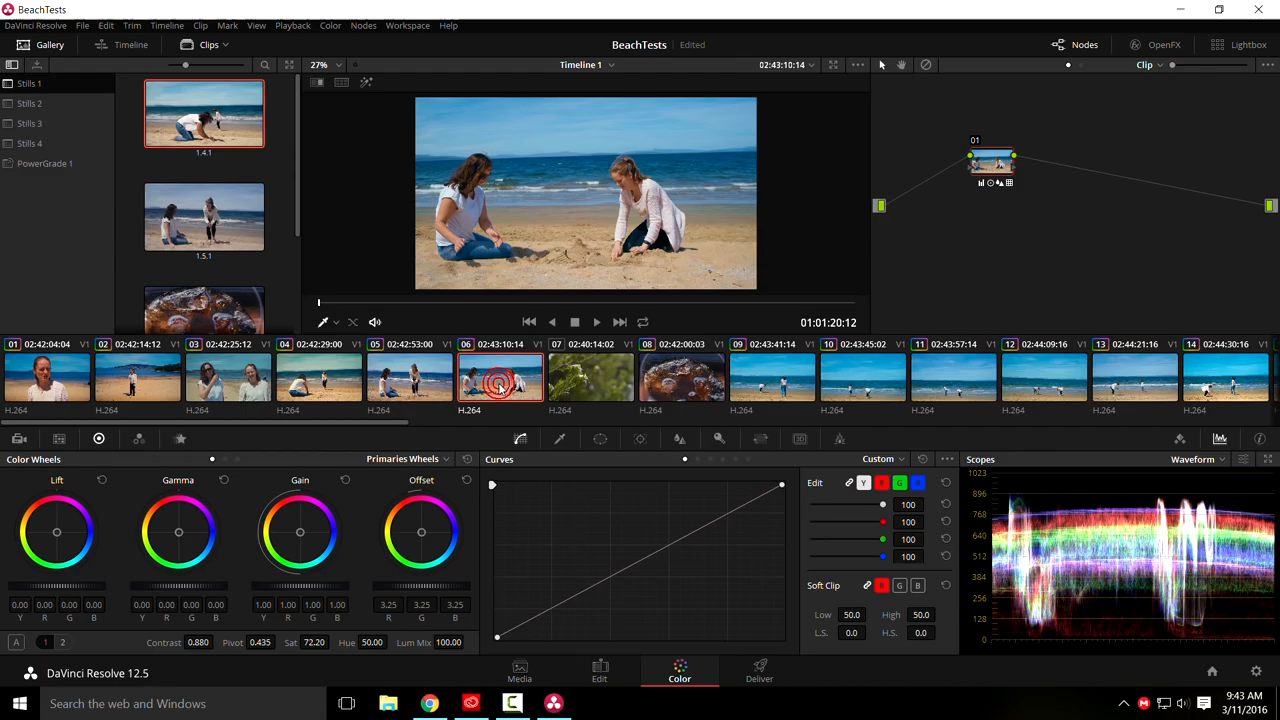 BeachTests
DaVinci Resolve File Edit Trim Timeline Clip Mark View Playback Color Nodes Workspace Help
Gallery Timeline Clips BeachTests Edited Nodes OpenFX Lightbox
27% Timeline 1 02:43:10:14 Clip
Stills 1
Stills 2
Stills 3
Stills 4
PowerGrade 1
1.4.1
1.5.1
01
01:01:20:12
01 02:42:04:04 V1 02 02:42:14:12 V1 03 02:42:25:12 V1 04 02:42:29:00 V1 05 02:42:53:00 V1 06 02:43:10:14 V1 07 02:40:14:02 V1 08 02:42:00:03 V1 09 02:43:41:14 V1 10 02:43:45:02 V1 11 02:43:57:14 V1 12 02:44:09:16 V1 13 02:44:21:16 V1 14 02:44:30:16 V1
H.264 H.264 H.264 H.264 H.264 H.264 H.264 H.264 H.264 H.264 H.264 H.264 H.264 H.264
Color Wheels Primaries Wheels Curves Custom Scopes Waveform
Lift Gamma Gain Offset
0.00 0.00 0.00 0.00 0.00 0.00 0.00 0.00 1.00 1.00 1.00 1.00 3.25 3.25 3.25
Y R G B Y R G B Y R G B R G B
A 1 2 Contrast 0.880 Pivot 0.435 Sat 72.20 Hue 50.00 Lum Mix 100.00
Edit Y R G B
100
100
100
100
Soft Clip R G B
Low 50.0 High 50.0
L.S. 0.0 H.S. 0.0
1023
896
768
640
512
384
256
128
0
DaVinci Resolve 12.5 Media Edit Color Deliver
Search the web and Windows
9:43 AM
3/11/2016